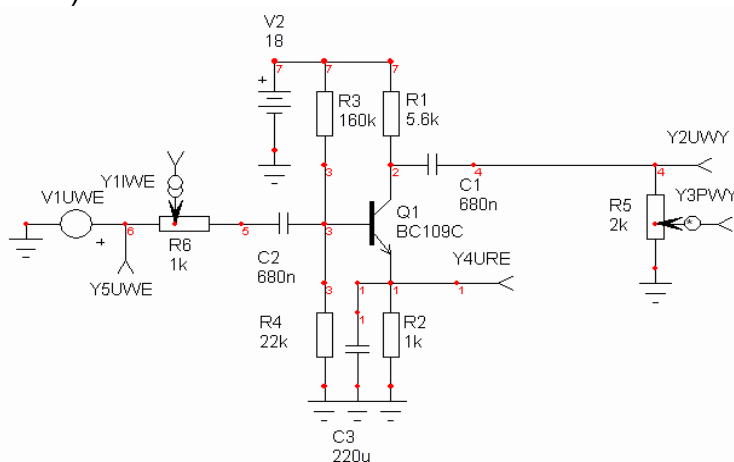 )
V2
18
7
7
7
+
R3
160k
R1
5.6k
Y1IWE
V1UWE
3
2
4
C1
680n
Y2UWY
4
R5
2k
Y3PWY
*
+
6
R6
1k
5
C2
680n
3
Q1
BC109C
Y5UWE
Y4URE
3
1
1
1
1
R4
22k
R2
1k
C3
220u